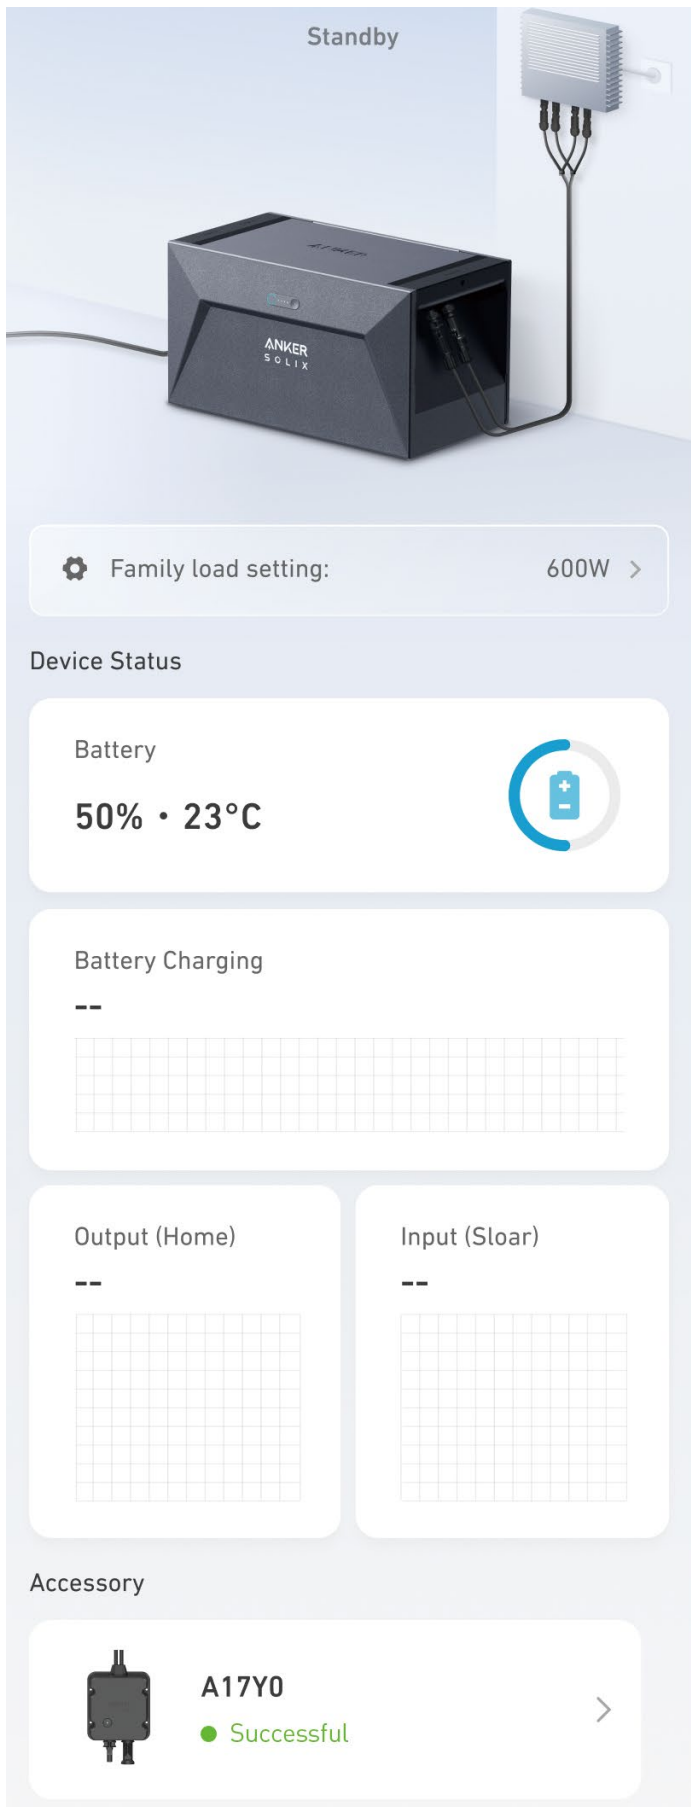 Standby
ANKER
ANKER
SOLIX
Family load setting: 600W
Device Status
Battery
50% • 23°C
Battery Charging
--
Output (Home)
--
Input (Sloar)
--
Accessory
A17Y0
Successful